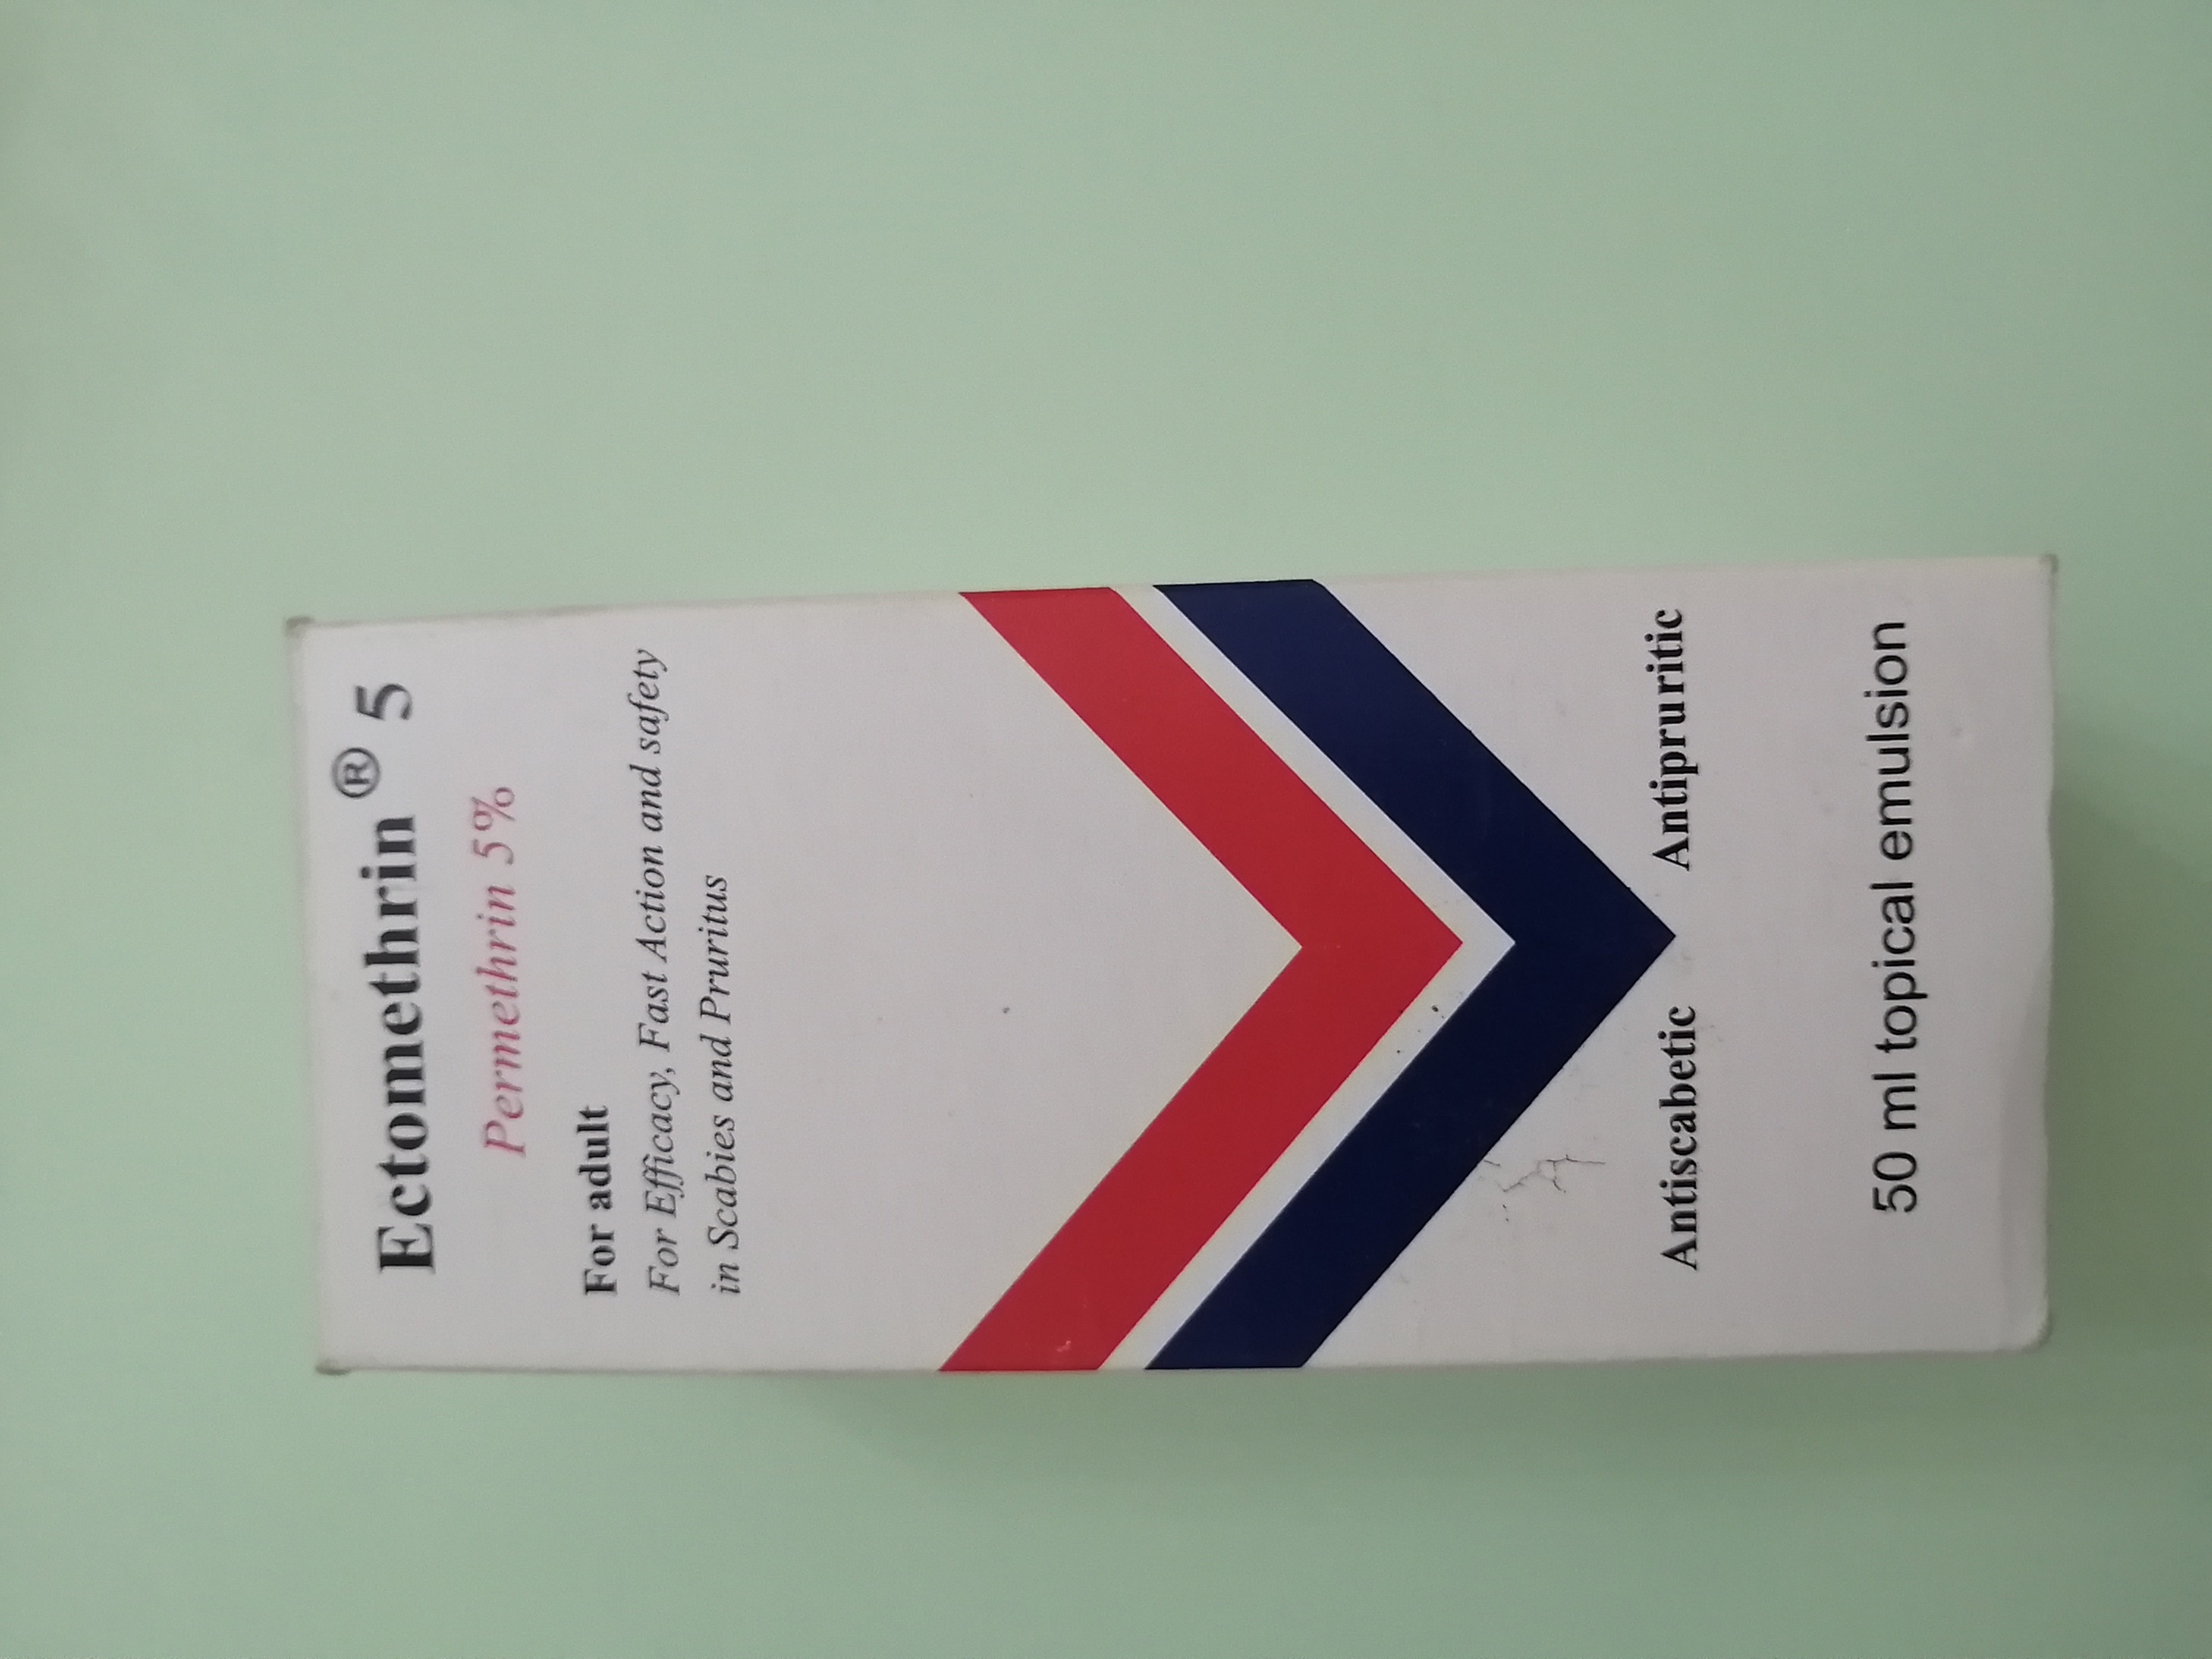 Ectomethrin® 5
Permethrin 5%
For adult
For Efficacy, Fast Action and safety
in Scabies and Pruritus
Antiscabetic Antipruritic
50 ml topical emulsion